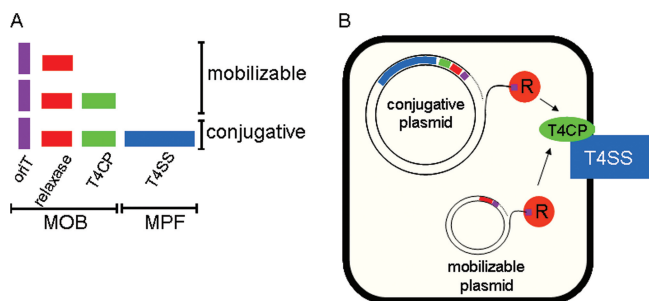 A
mobilizable
conjugative
oriT
relaxase
T4CP
T4SS
MOB
MPF
B
conjugative
plasmid
R
T4CP
T4SS
R
mobilizable
plasmid